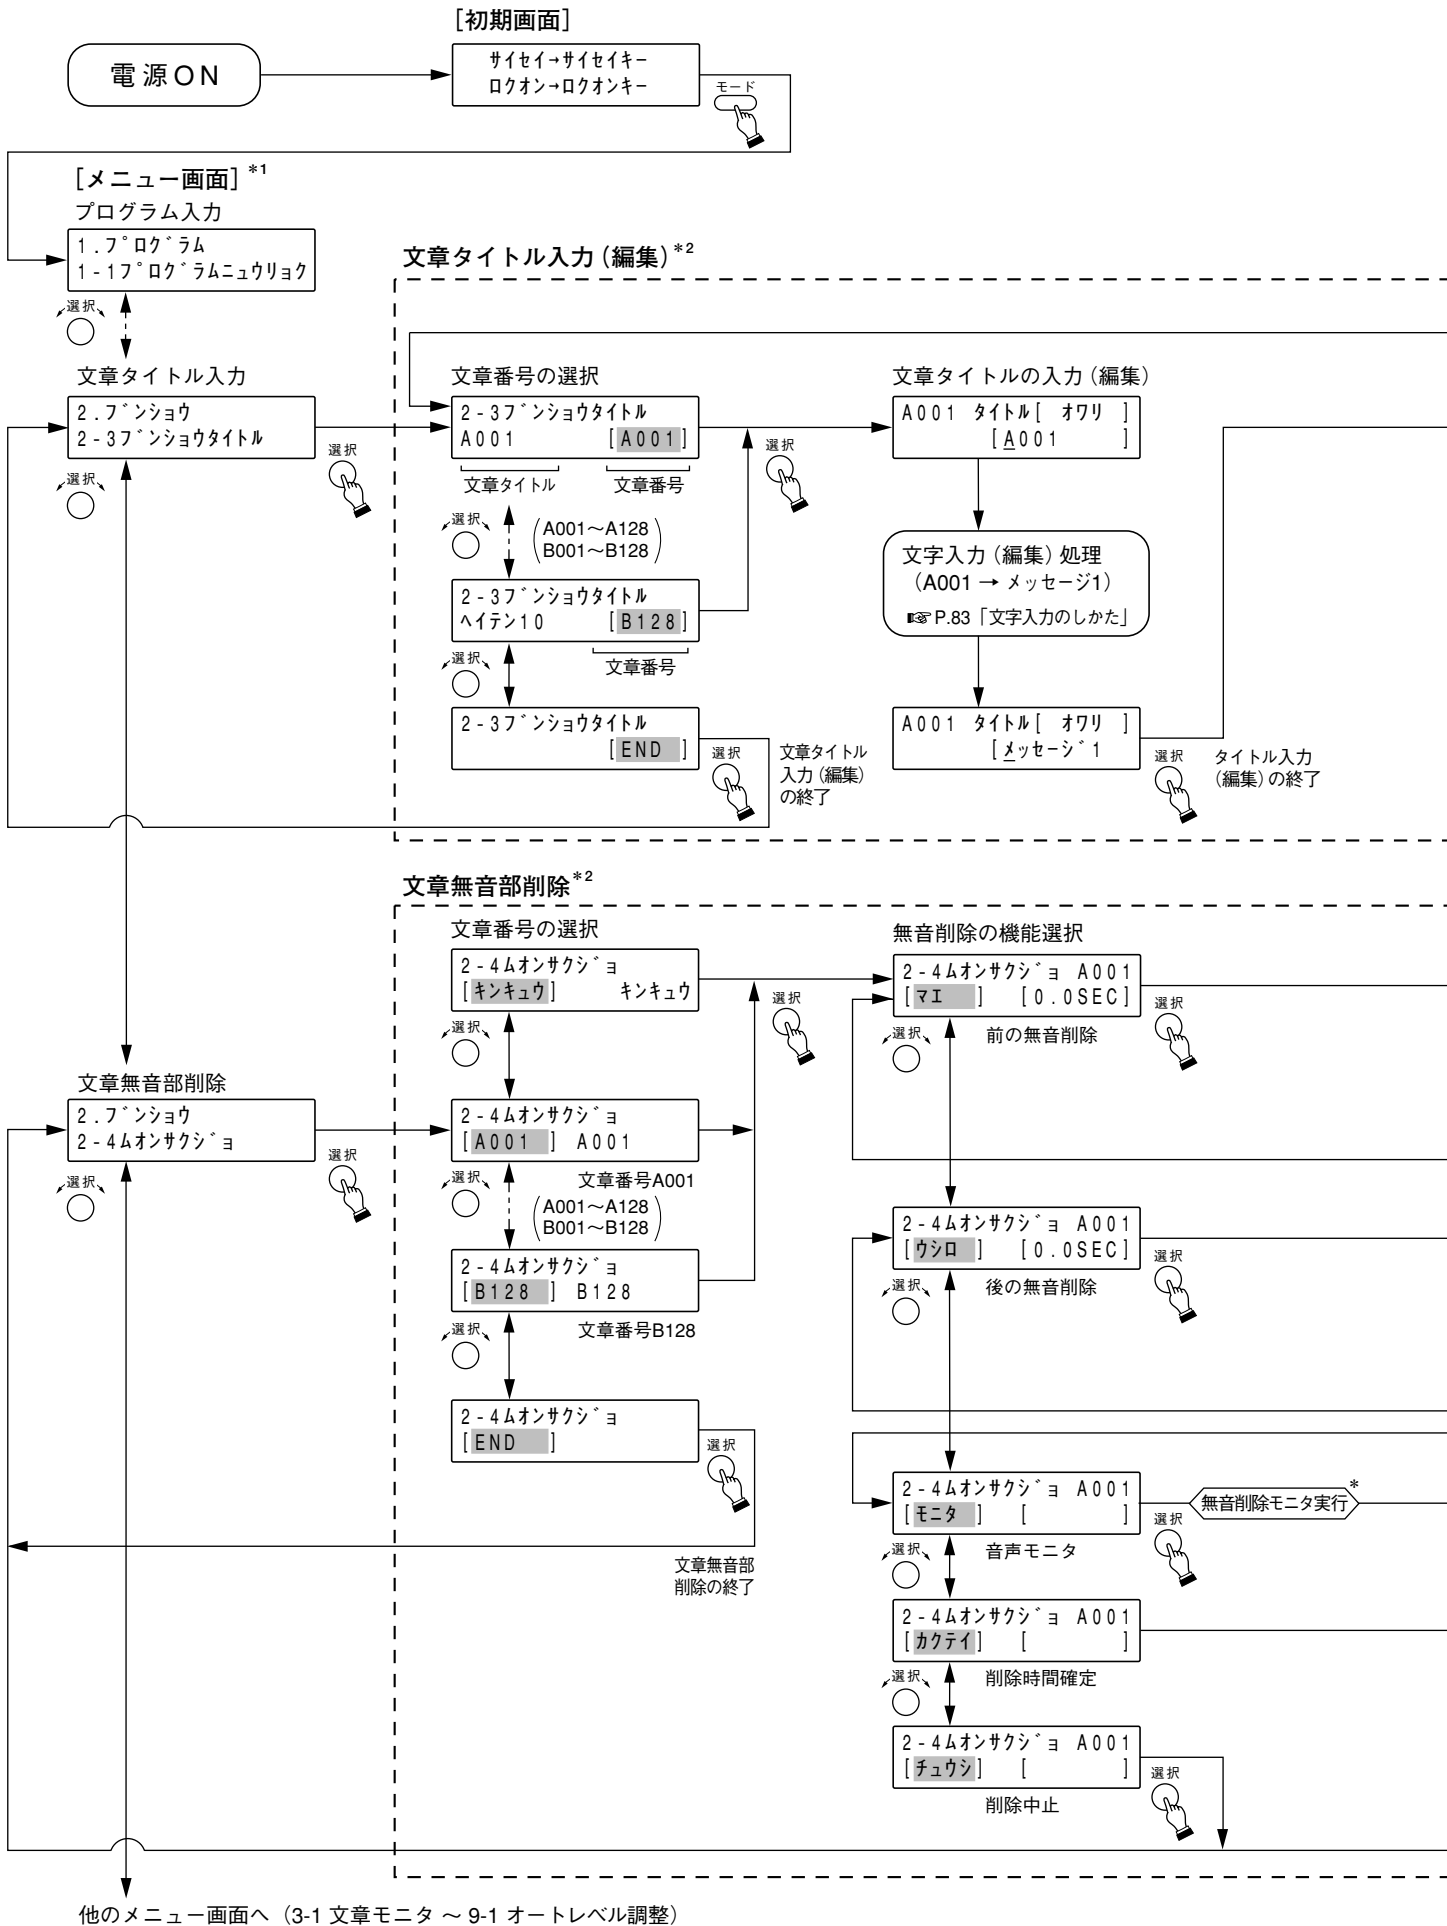 [初期画面]
電源ON
サイセイ→サイセイキー
ロクオン→ロクオンキー
モード
[メニュー画面]*1
プログラム入力
1.プログラム
1-1プログラムニュウリョク
選択
文章タイトル入力
2.ブンショウ
2-3ブンショウタイトル
選択
選択
文章タイトル入力(編集)*2
文章番号の選択
2-3ブンショウタイトル
A001 [A001]
文章タイトル 文章番号
選択
(A001～A128
B001～B128)
2-3ブンショウタイトル
ヘイテン10 [B128]
文章番号
選択
2-3ブンショウタイトル
[END ]
選択
文章タイトル
入力(編集)
の終了
選択
文章タイトルの入力(編集)
A001 タイトル[ オワリ ]
[A001 ]
文字入力(編集)処理
(A001 → メッセージ1)
☞P.83「文字入力のしかた」
A001 タイトル[ オワリ ]
[メッセージ1
選択
タイトル入力
(編集)の終了
文章無音部削除
2.ブンショウ
2-4ムオンサクジョ
選択
選択
文章無音部削除*2
文章番号の選択
2-4ムオンサクジョ
[キンキュウ] キンキュウ
選択
2-4ムオンサクジョ
[A001 ] A001
文章番号A001
選択
(A001～A128
B001～B128)
2-4ムオンサクジョ
[B128 ] B128
文章番号B128
選択
2-4ムオンサクジョ
[END ]
選択
文章無音部
削除の終了
選択
無音削除の機能選択
2-4ムオンサクジョ A001
[マエ ] [0.0SEC]
前の無音削除
選択
選択
2-4ムオンサクジョ A001
[ウシロ ] [0.0SEC]
後の無音削除
選択
選択
2-4ムオンサクジョ A001
[モニタ ] [ ]
音声モニタ
選択
選択
無音削除モニタ実行*
2-4ムオンサクジョ A001
[カクテイ] [ ]
削除時間確定
選択
2-4ムオンサクジョ A001
[チュウシ] [ ]
削除中止
選択
他のメニュー画面へ(3-1 文章モニタ ～ 9-1 オートレベル調整)